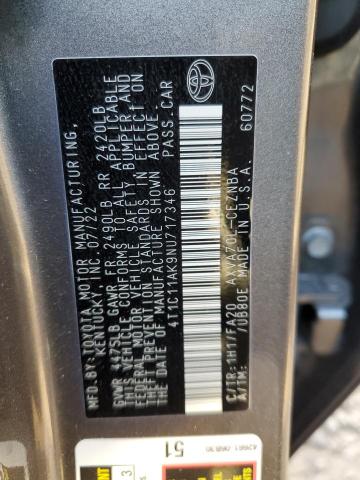 MFD.BY:TOYOTA MOTOR MANUFACTURING,
KENTUCKY, INC. 07/22
GVWR 4475LB GAWR FR 2490LB RR 2420LB
THIS VEHICLE CONFORMS TO ALL APPLICABLE
FEDERAL MOTOR VEHICLE SAFETY, BUMPER AND
THEFT PREVENTION STANDARDS IN EFFECT ON
THE DATE OF MANUFACTURE SHOWN ABOVE.
4T1C11AK9NU717346 PASS.CAR
C/TR:1H1/FA20 AXVA70L-CEZNBA
A/TM: /UB80E MADE IN U.S.A.
60772
51